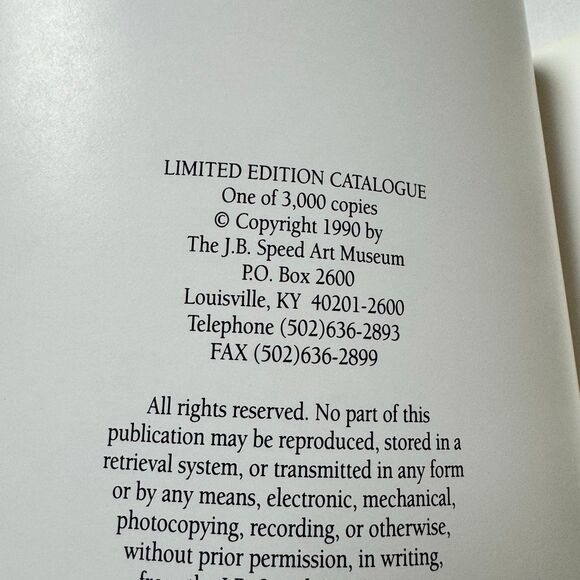 LIMITED EDITION CATALOGUE
One of 3,000 copies
© Copyright 1990 by
The J.B. Speed Art Museum
P.O. Box 2600
Louisville, KY 40201-2600
Telephone (502)636-2893
FAX (502)636-2899
All rights reserved. No part of this
publication may be reproduced, stored in a
retrieval system, or transmitted in any form
or by any means, electronic, mechanical,
photocopying, recording, or otherwise,
without prior permission, in writing,
from the J.B.